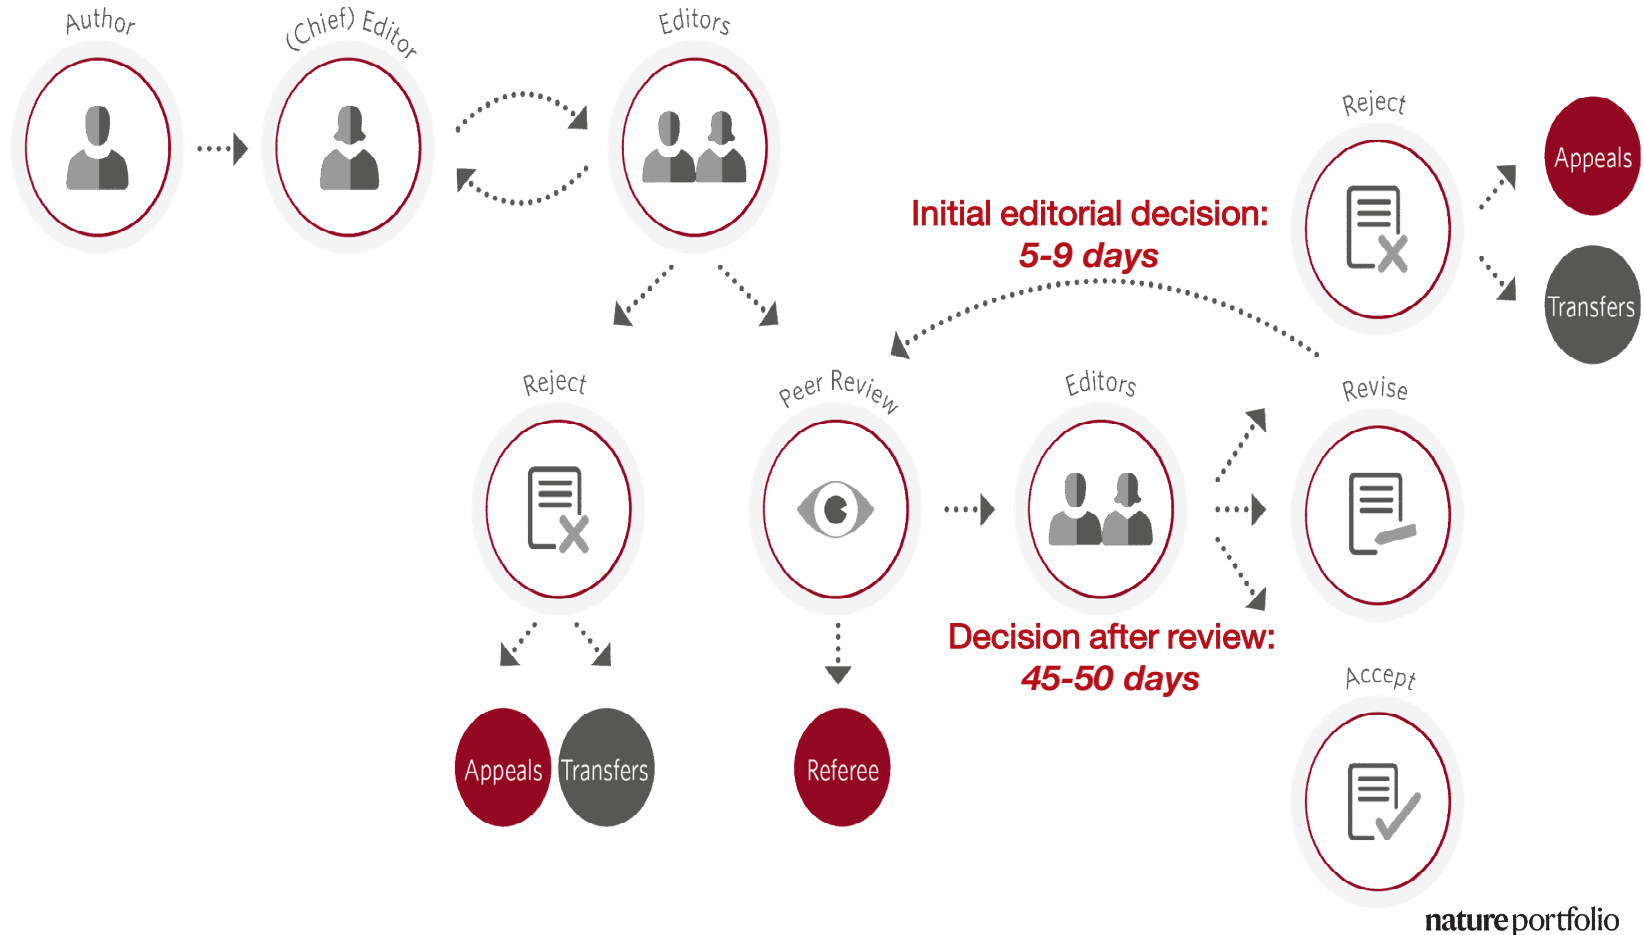 Author
(Chief) Editor
Editors
Reject
Appeals
Transfers
Initial editorial decision:
5-9 days
Reject
Peer Review
Editors
Revise
Decision after review:
45-50 days
Accept
Appeals
Transfers
Referee
nature portfolio